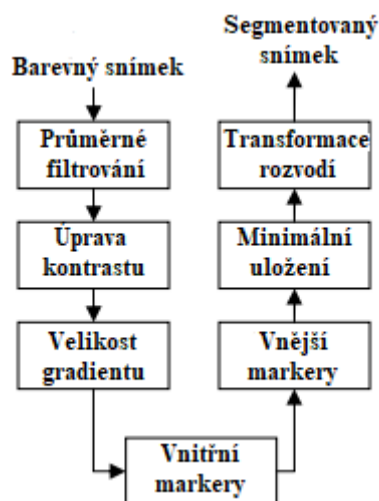 Barevný snímek
Průměrné
filtrování
Úprava
kontrastu
Velikost
gradientu
Vnitřní
markery
Vnější
markery
Minimální
uložení
Transformace
rozvodí
Segmentovaný
snímek